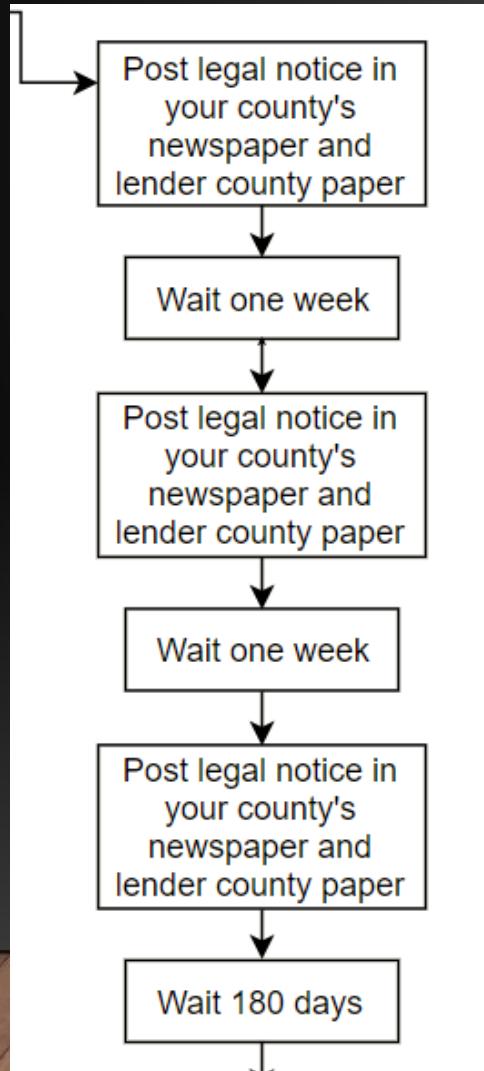 Post legal notice in
your county's
newspaper and
lender county paper
Wait one week
Post legal notice in
your county's
newspaper and
lender county paper
Wait one week
Post legal notice in
your county's
newspaper and
lender county paper
Wait 180 days